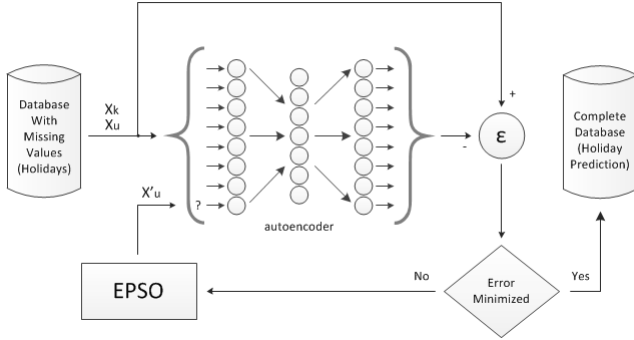 Database
With
Missing
Values
(Holidays)
Xk
Xu
X'u
?
autoencoder
+
-
ε
Complete
Database
(Holiday
Prediction)
EPSO
No
Error
Minimized
Yes